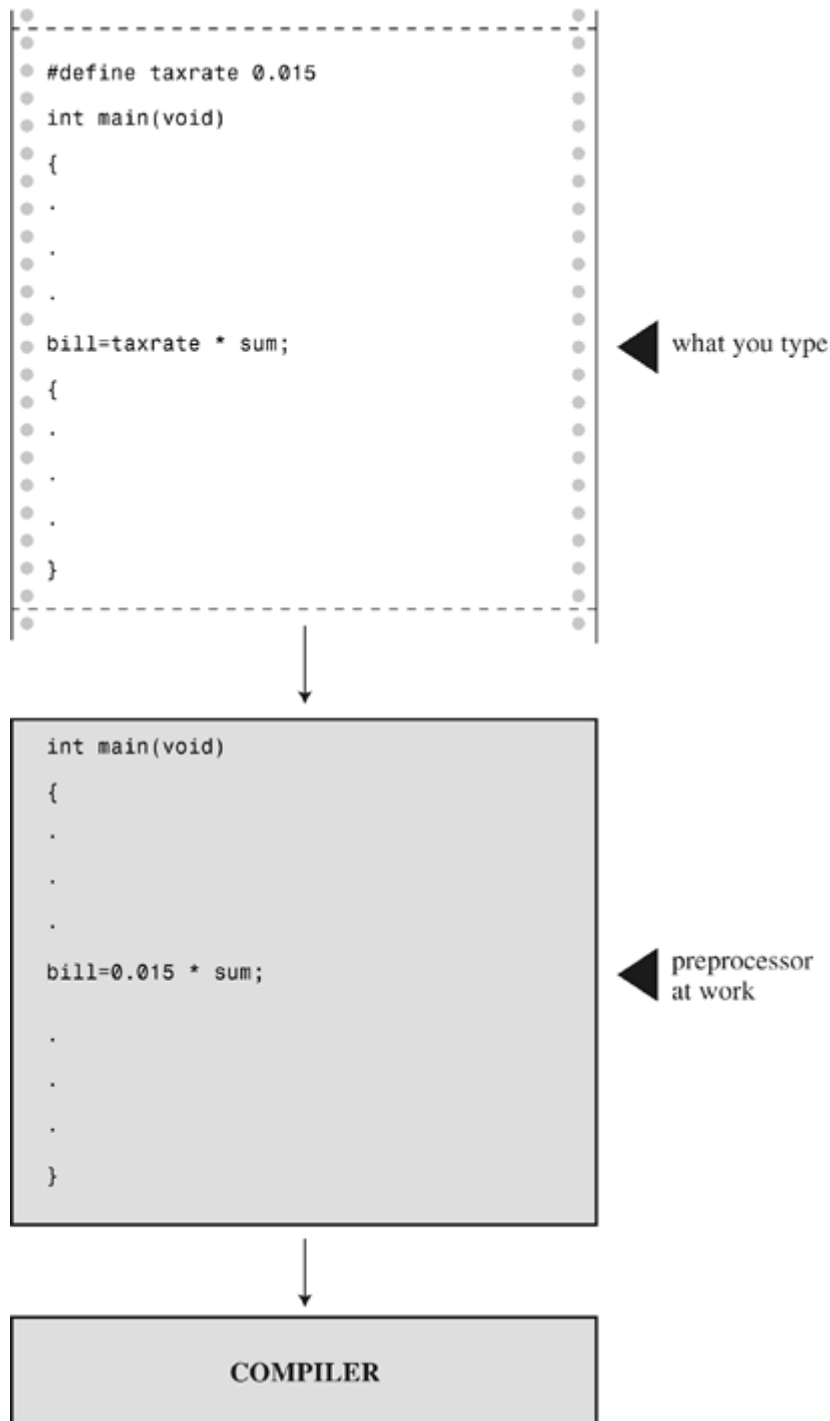 #define taxrate 0.015
int main(void)
{
.
.
.
bill=taxrate * sum;
{
.
.
.
}
what you type
int main(void)
{
.
.
.
bill=0.015 * sum;
.
.
.
}
preprocessor
at work
COMPILER